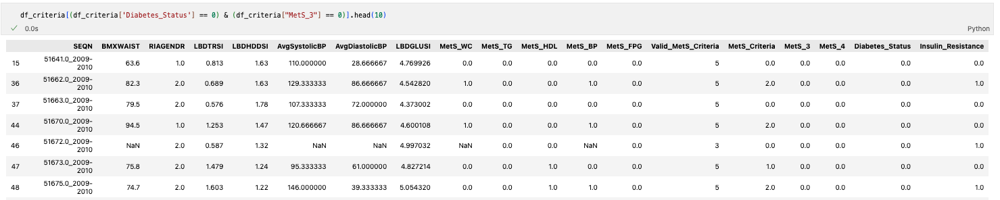 df_criteria[(df_criteria['Diabetes_Status'] == 0) & (df_criteria["MetS_3"] == 0)].head(10)
✓ 0.0s Python
SEQN BMXWAIST RIAGENDR LBDTRSI LBDHDDSI AvgSystolicBP AvgDiastolicBP LBDGLUSI MetS_WC MetS_TG MetS_HDL MetS_BP MetS_FPG Valid_MetS_Criteria MetS_Criteria MetS_3 MetS_4 Diabetes_Status Insulin_Resistance
15 51641.0_2009-
2010 63.6 1.0 0.813 1.63 110.000000 28.666667 4.769926 0.0 0.0 0.0 0.0 0.0 5 0.0 0.0 0.0 0.0 0.0
36 51662.0_2009-
2010 82.3 2.0 0.689 1.63 129.333333 86.666667 4.542820 1.0 0.0 0.0 1.0 0.0 5 2.0 0.0 0.0 0.0 1.0
37 51663.0_2009-
2010 79.5 2.0 0.576 1.78 107.333333 72.000000 4.373002 0.0 0.0 0.0 0.0 0.0 5 0.0 0.0 0.0 0.0 0.0
44 51670.0_2009-
2010 94.5 1.0 1.253 1.47 120.666667 86.666667 4.600108 1.0 0.0 0.0 1.0 0.0 5 2.0 0.0 0.0 0.0 0.0
46 51672.0_2009-
2010 NaN 2.0 0.587 1.32 NaN NaN 4.997032 NaN 0.0 0.0 NaN 0.0 3 0.0 0.0 0.0 0.0 1.0
47 51673.0_2009-
2010 75.8 2.0 1.479 1.24 95.333333 61.000000 4.827214 0.0 0.0 1.0 0.0 0.0 5 1.0 0.0 0.0 0.0 0.0
48 51675.0_2009-
2010 74.7 2.0 1.603 1.22 146.000000 39.333333 5.054320 0.0 0.0 1.0 1.0 0.0 5 2.0 0.0 0.0 0.0 1.0